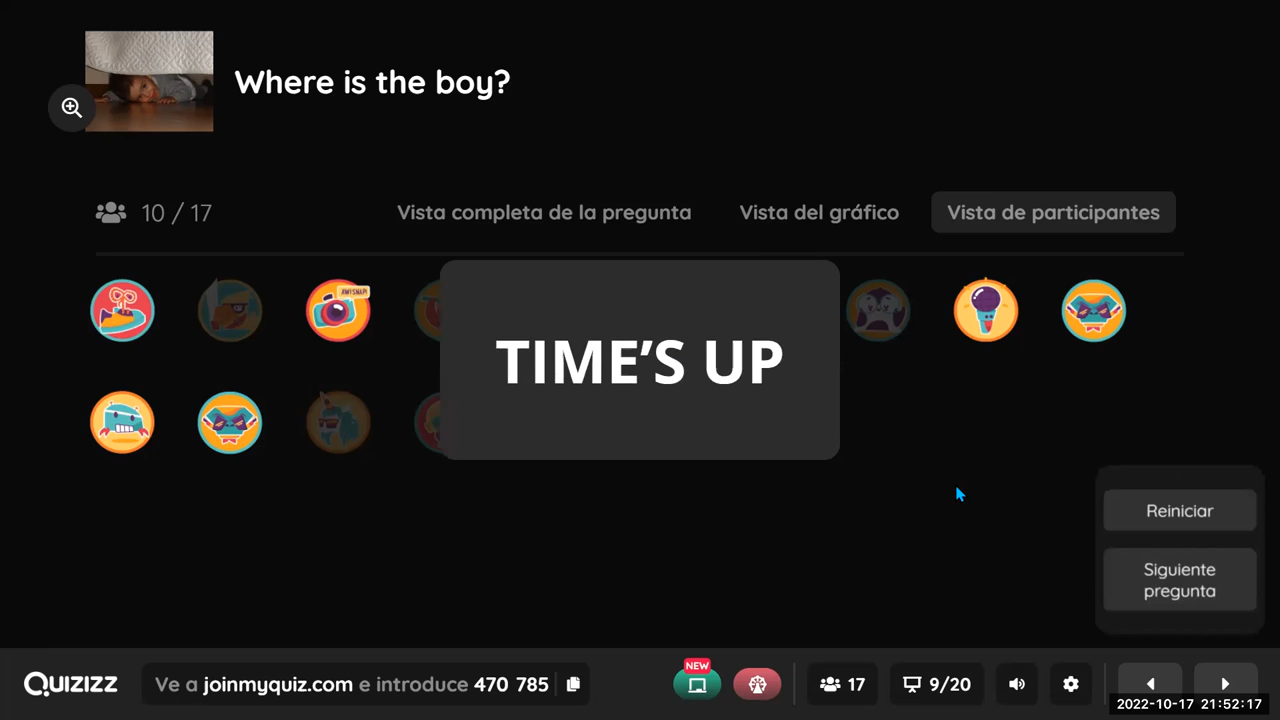 Where is the boy?
10 / 17
Vista completa de la pregunta
Vista del gráfico
Vista de participantes
AWYSNAP!
TIME'S UP
Reiniciar
Siguiente
pregunta
Quizizz
Ve a joinmyquiz.com e introduce 470 785
NEW
17
9/20
2022-10-17 21:52:17